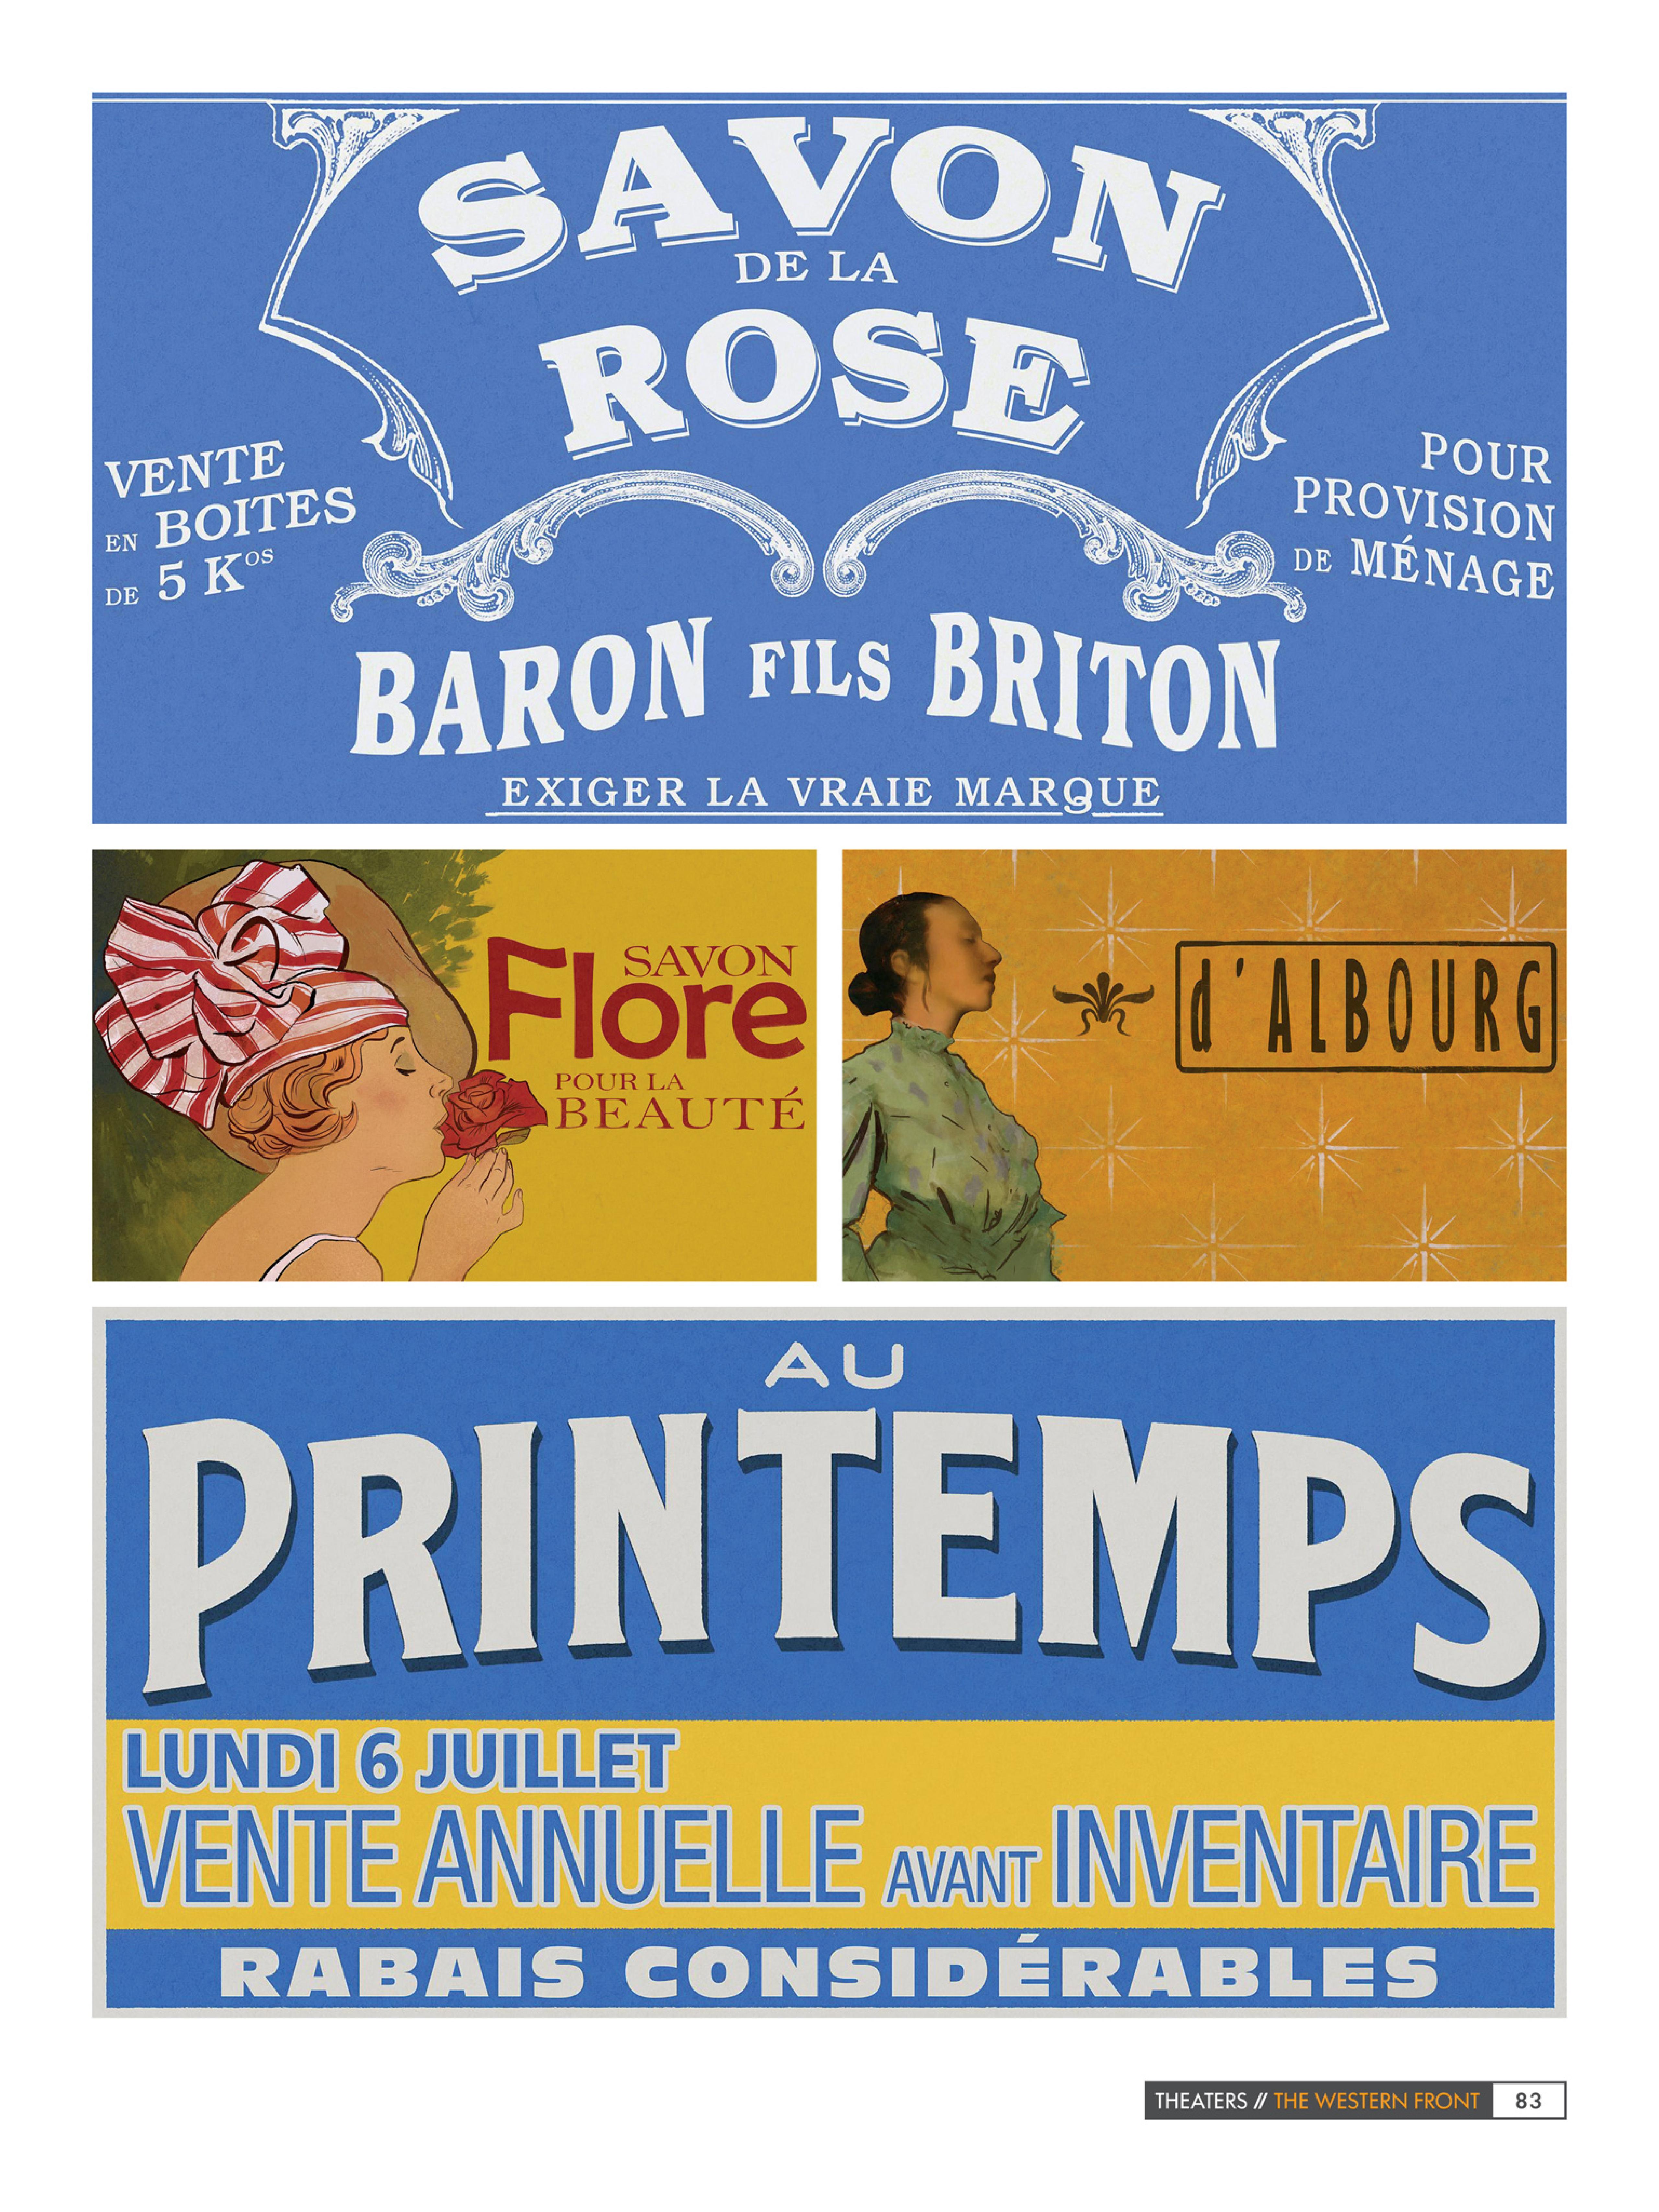 SAVON
DE LA
ROSE
VENTE
EN BOITES
DE 5 KOS
POUR
PROVISION
DE MÉNAGE
BARON FILS BRITON
EXIGER LA VRAIE MARQUE
SAVON
Flore
POUR LA
BEAUTÉ
d'ALBOURG
AU
PRINTEMPS
LUNDI 6 JUILLET
VENTE ANNUELLE AVANT INVENTAIRE
RABAIS CONSIDÉRABLES
THEATERS // THE WESTERN FRONT 83